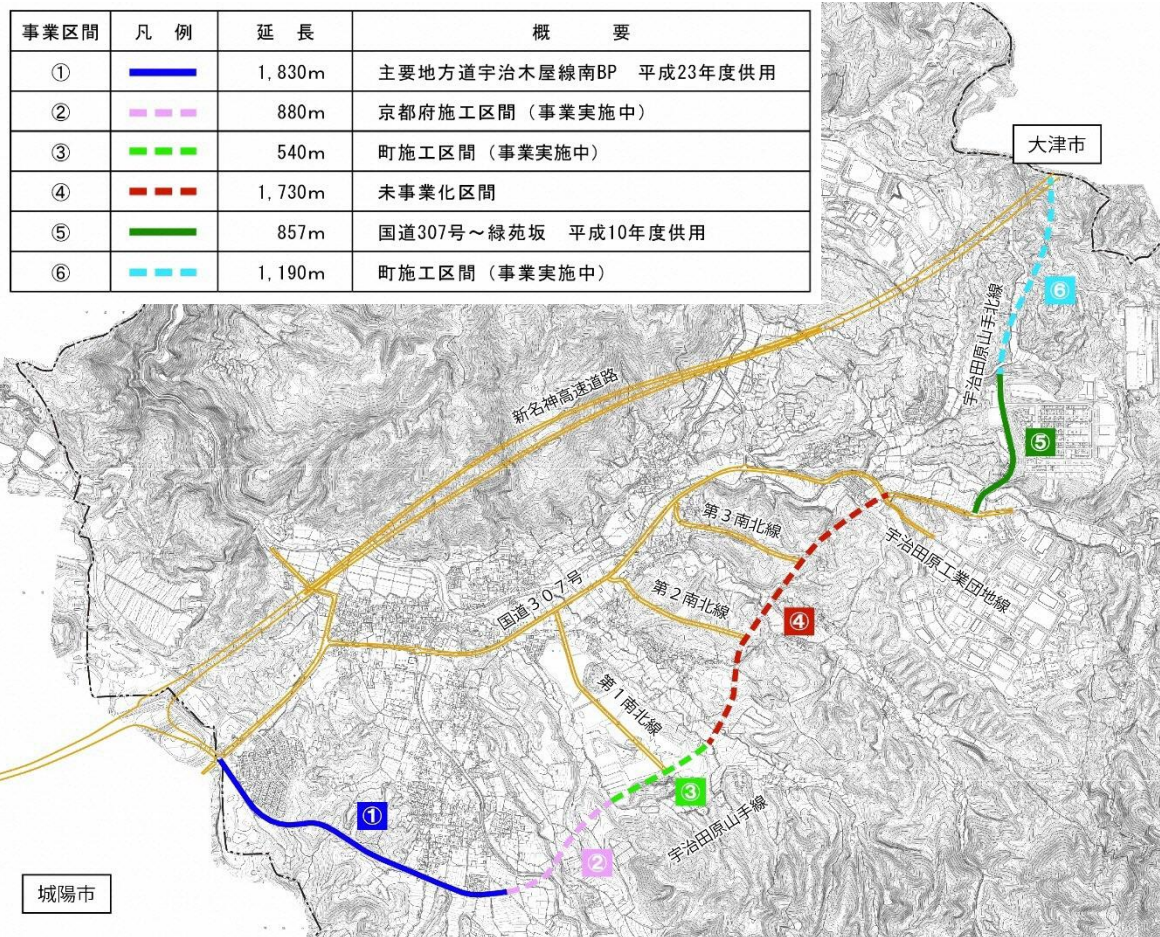 事業区間 凡　例 延　長 概　　要
① 1,830m 主要地方道宇治木屋線南BP　平成23年度供用
② 880m 京都府施工区間（事業実施中）
③ 540m 町施工区間（事業実施中）
④ 1,730m 未事業化区間
⑤ 857m 国道307号～緑苑坂　平成10年度供用
⑥ 1,190m 町施工区間（事業実施中）
大津市
⑥
宇治田原山手北線
新名神高速道路
⑤
第３南北線
宇治田原工業団地線
国道３０７号
第２南北線
④
第１南北線
③
宇治田原山手線
①
②
城陽市